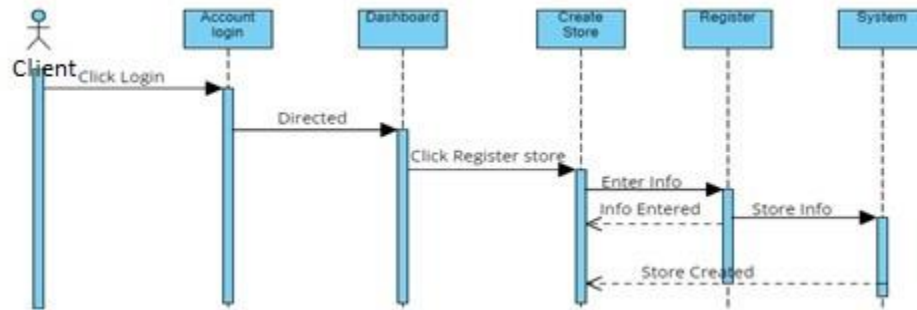 Account
login
Dashboard
Create
Store
Register
System
Client
Click Login
Directed
Click Register store
Enter Info
Info Entered
Store Info
Store Created